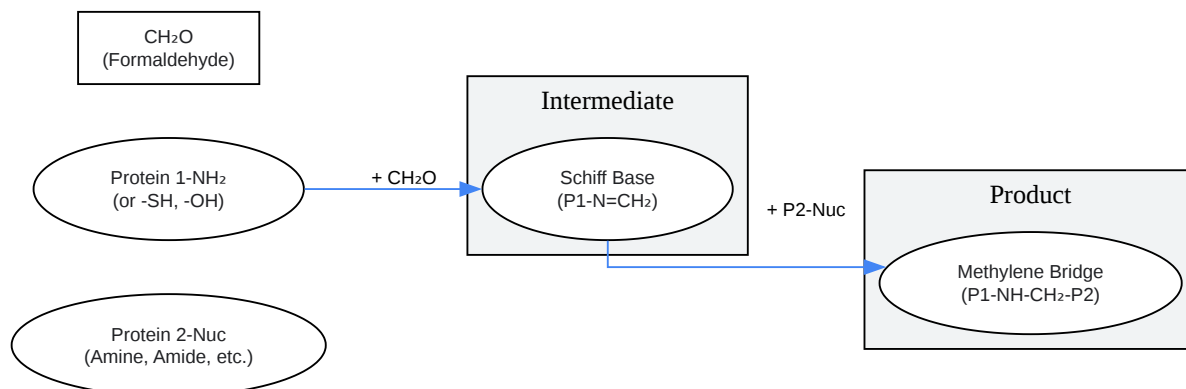 CH₂O
(Formaldehyde)
Intermediate
Protein 1-NH₂
(or -SH, -OH)
+ CH₂O
Schiff Base
(P1-N=CH₂)
+ P2-Nuc
Product
Methylene Bridge
(P1-NH-CH₂-P2)
Protein 2-Nuc
(Amine, Amide, etc.)